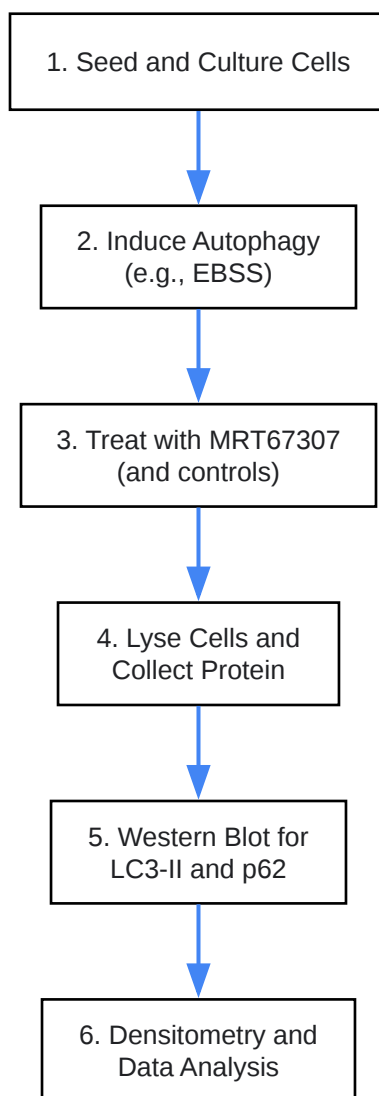 1. Seed and Culture Cells
2. Induce Autophagy
(e.g., EBSS)
3. Treat with MRT67307
(and controls)
4. Lyse Cells and
Collect Protein
5. Western Blot for
LC3-II and p62
6. Densitometry and
Data Analysis